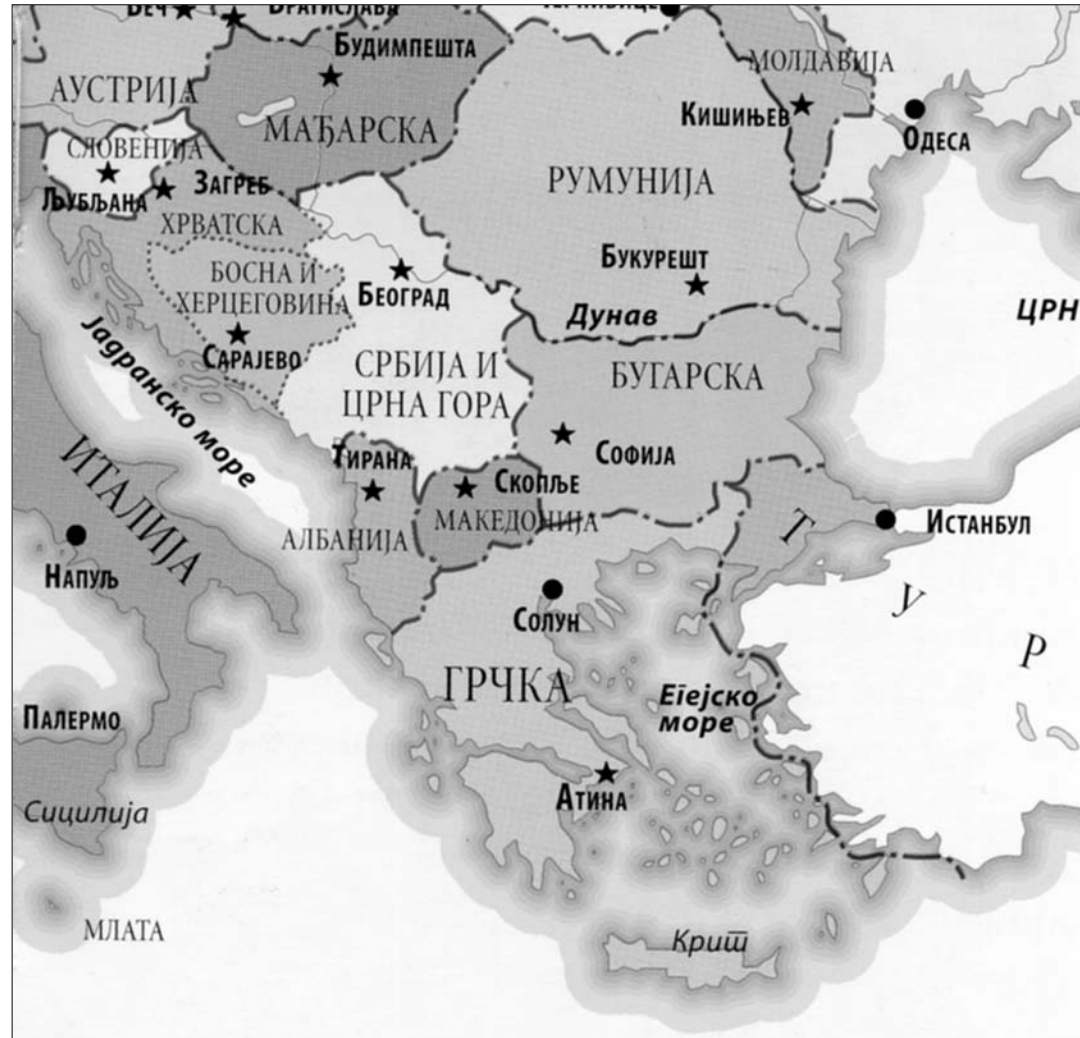 БЕЧ
БРАТИСЛАВА
БУДИМПЕШТА
МОЛДАВИЈА
АУСТРИЈА
КИШИЊЕВ
ОДЕСА
МАЂАРСКА
СЛОВЕНИЈА
ЉУБЉАНА
ЗАГРЕБ
РУМУНИЈА
ХРВАТСКА
БОСНА И
ХЕРЦЕГОВИНА
БЕОГРАД
БУКУРЕШТ
Дунав
ЦРН
САРАЈЕВО
Јадранско море
СРБИЈА И
ЦРНА ГОРА
БУГАРСКА
СОФИЈА
ИТАЛИЈА
ТИРАНА
СКОПЉЕ
МАКЕДОНИЈА
АЛБАНИЈА
ИСТАНБУЛ
Т
У
Р
НАПУЉ
СОЛУН
ГРЧКА
Егејско
море
ПАЛЕРМО
Сицилија
АТИНА
МЛАТА
Крит